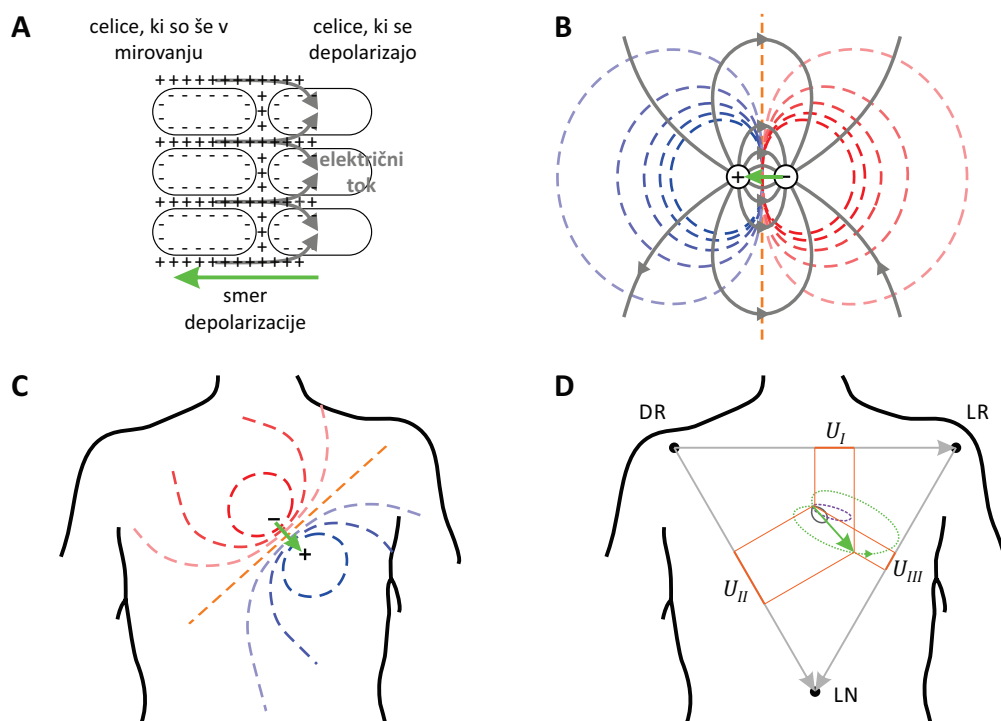 A
celice, ki so še v
mirovanju
celice, ki se
depolarizajo
električni
tok
smer
depolarizacije
B
+ -
C
-
+
D
DR
LR
U_I
U_II
U_III
LN